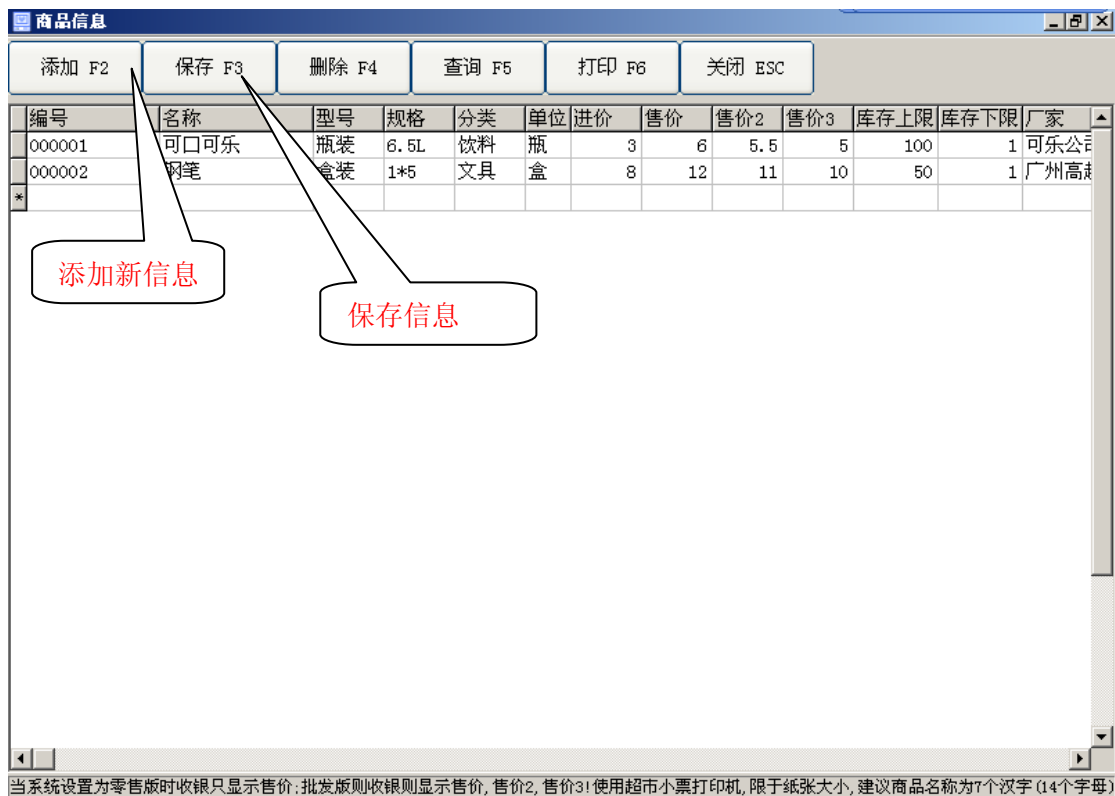 商品信息
添加 F2 保存 F3 删除 F4 查询 F5 打印 F6 关闭 ESC
编号 名称 型号 规格 分类 单位 进价 售价 售价2 售价3 库存上限 库存下限 厂家
000001 可口可乐 瓶装 6.5L 饮料 瓶 3 6 5.5 5 100 1 可乐公司
000002 钢笔 盒装 1*5 文具 盒 8 12 11 10 50 1 广州高
*
添加新信息
保存信息
当系统设置为零售版时收银只显示售价;批发版则收银则显示售价,售价2,售价3!使用超市小票打印机,限于纸张大小,建议商品名称为7个汉字(14个字母)